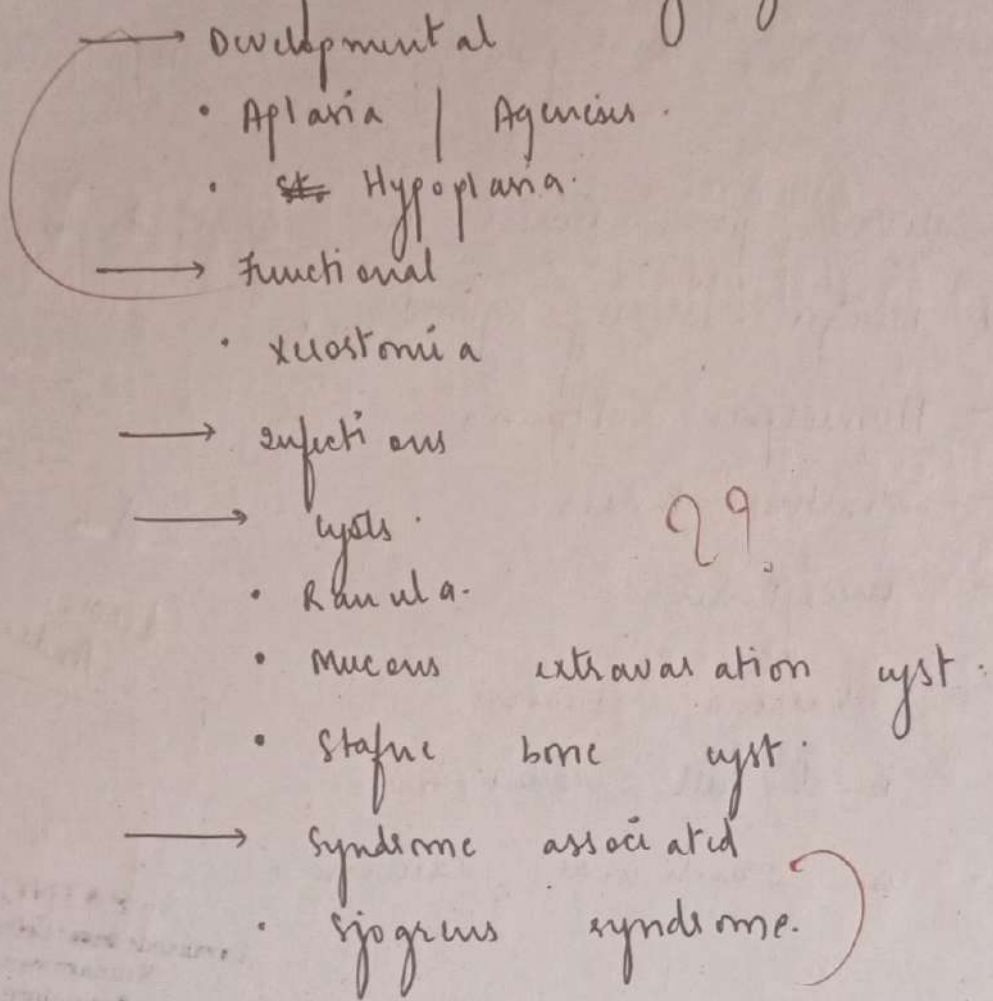 → Developmental
• Aplasia | Agenesis.
• Hypoplasia.
→ Functional
• Xerostomia
→ Infections
→ Cysts.
29.
• Ranula.
• Mucous extravasation cyst.
• Stafne bone cyst.
→ Syndrome associated
• Sjogrens syndrome.